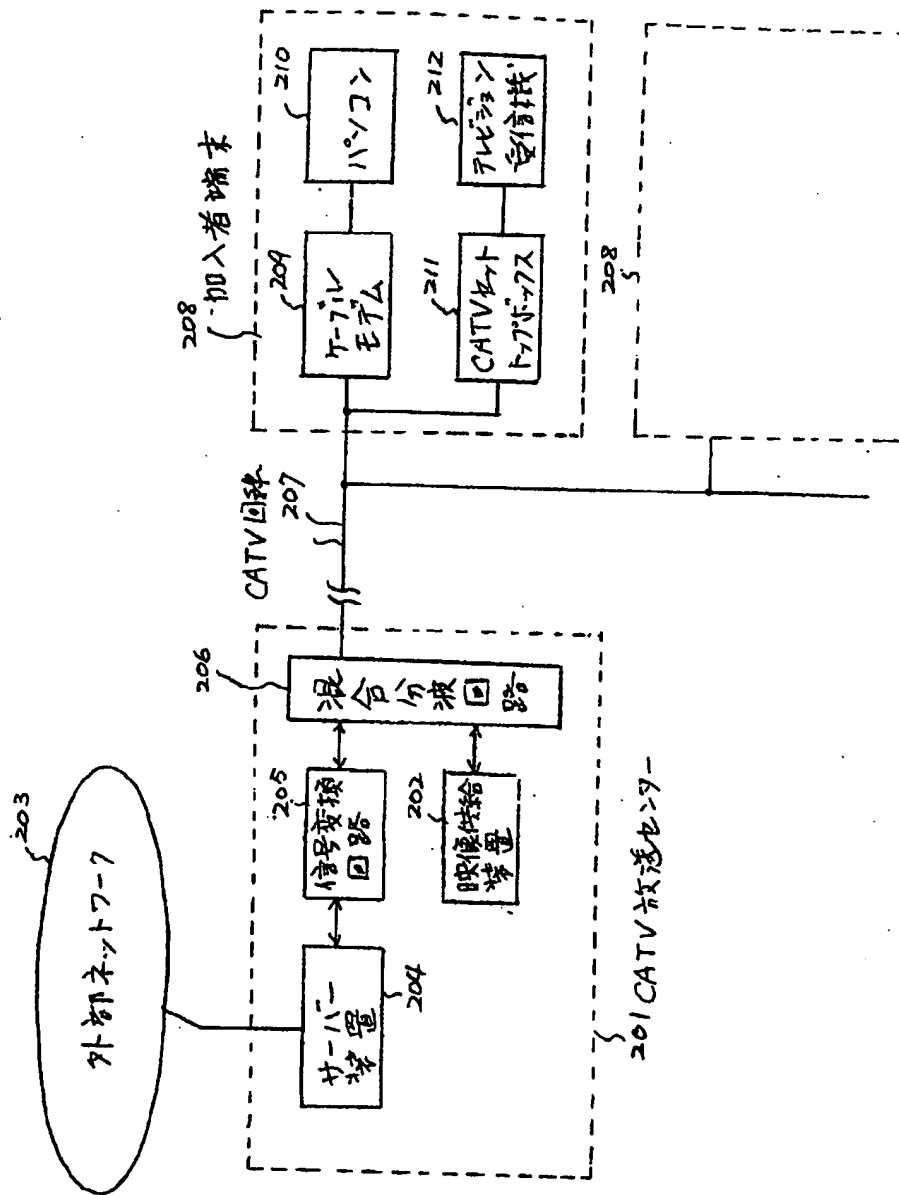 外部ネットワーク
203
サーバー
装置
204
信号変換
回路
205
映像供給
装置
202
混合分波回路
206
201 CATV放送センター
CATV回線
207
208 加入者端末
ケーブル
モデム
209
パソコン
210
CATVセット
トップボックス
211
テレビジョン
受信機
212
208